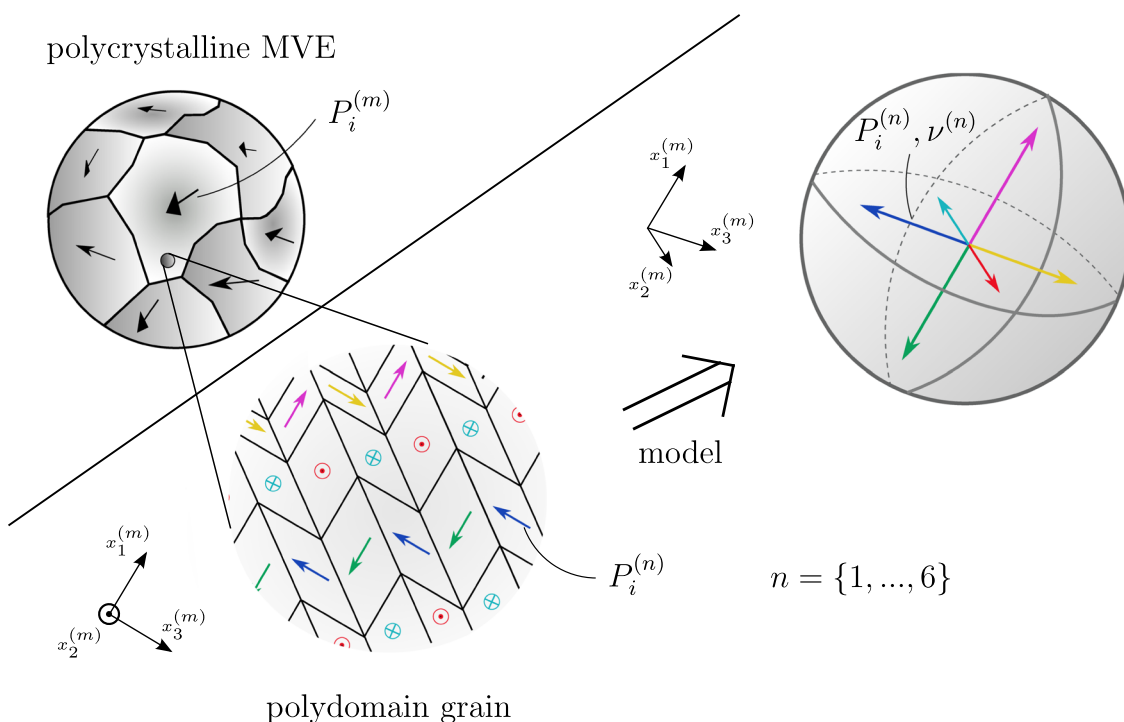 polycrystalline MVE
P_i^{(m)}
P_i^{(n)}, ν^{(n)}
x_1^{(m)}
x_3^{(m)}
x_2^{(m)}
model
x_1^{(m)}
x_2^{(m)}
x_3^{(m)}
P_i^{(n)}
n = {1, ..., 6}
polydomain grain